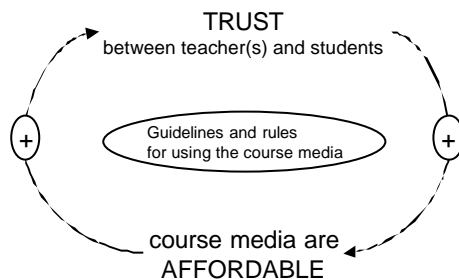 TRUST
between teacher(s) and students
+
Guidelines and rules
for using the course media
+
course media are
AFFORDABLE